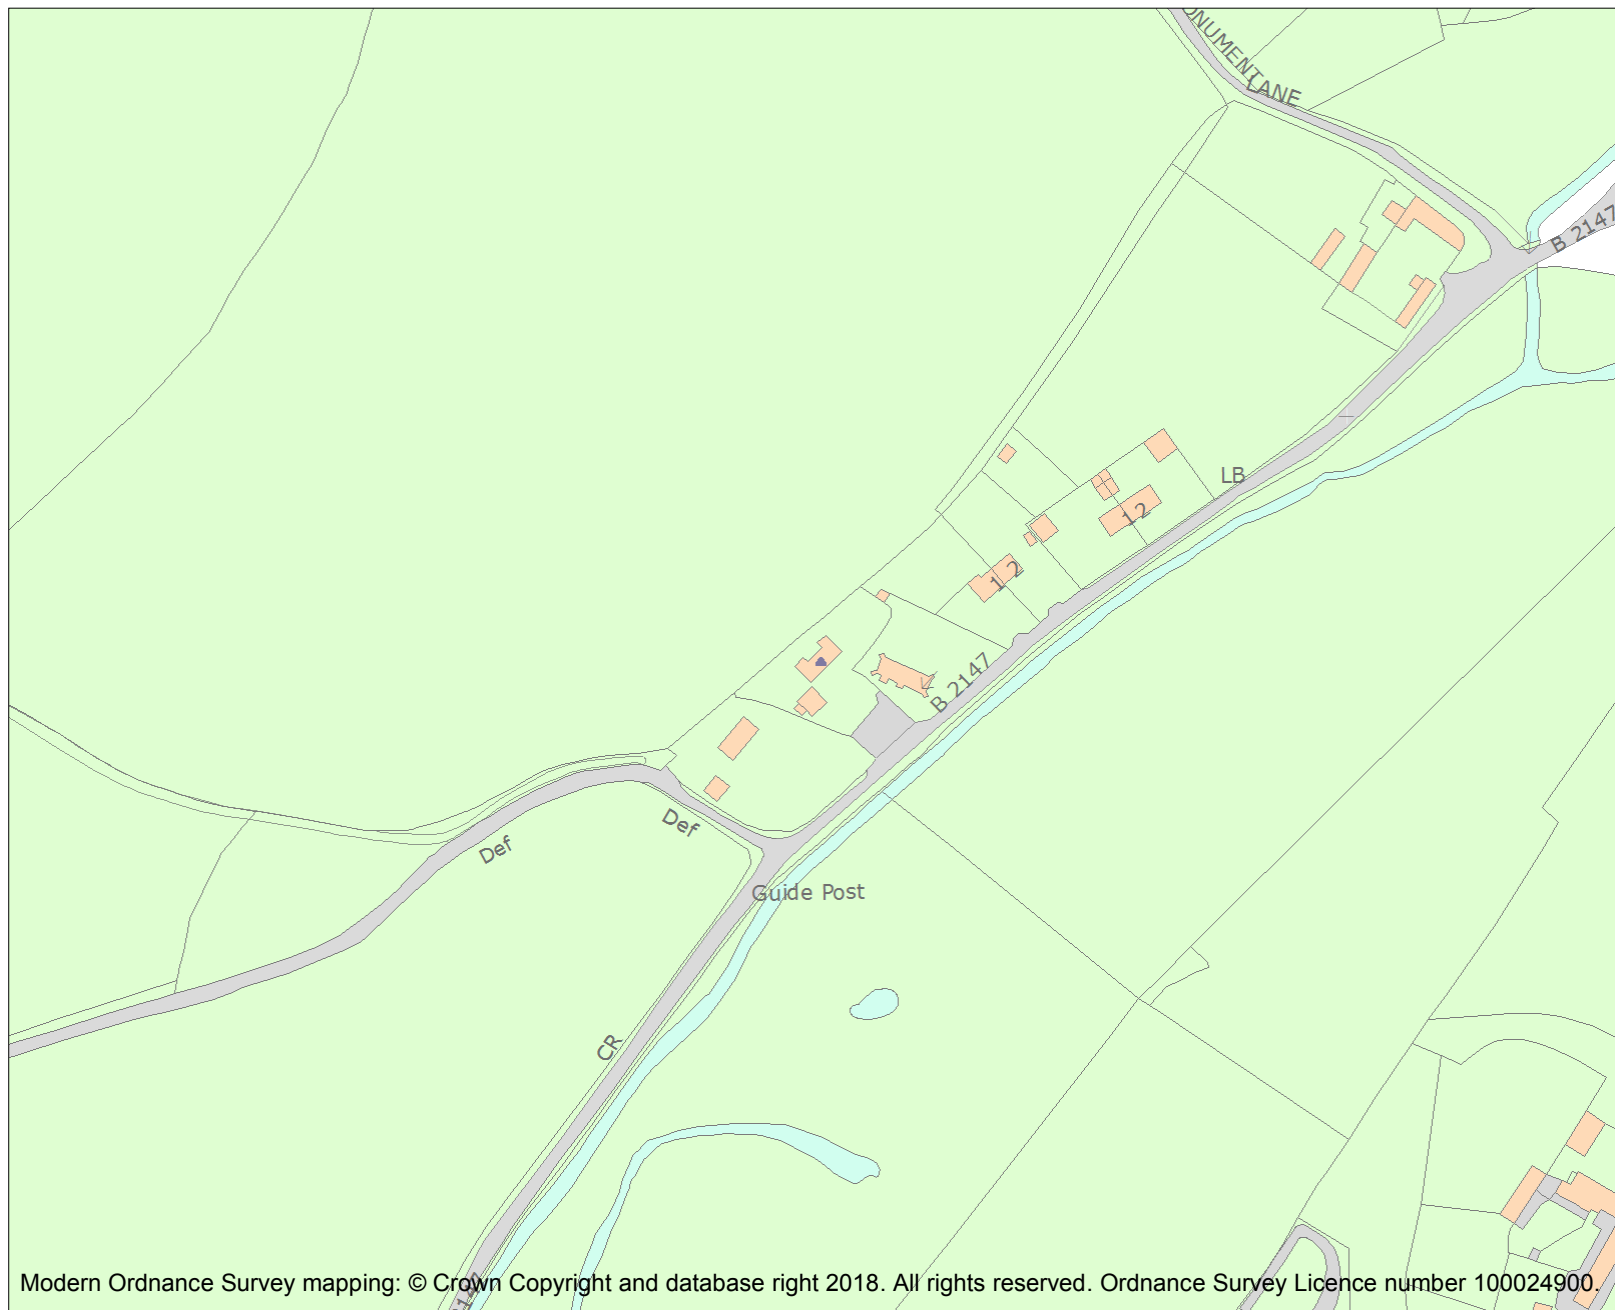 MONUMENT LANE
B 2147
LB
1 2
1 2
B 2147
Def
Def
Guide Post
CR
Modern Ordnance Survey mapping: © Crown Copyright and database right 2018. All rights reserved. Ordnance Survey Licence number 100024900.